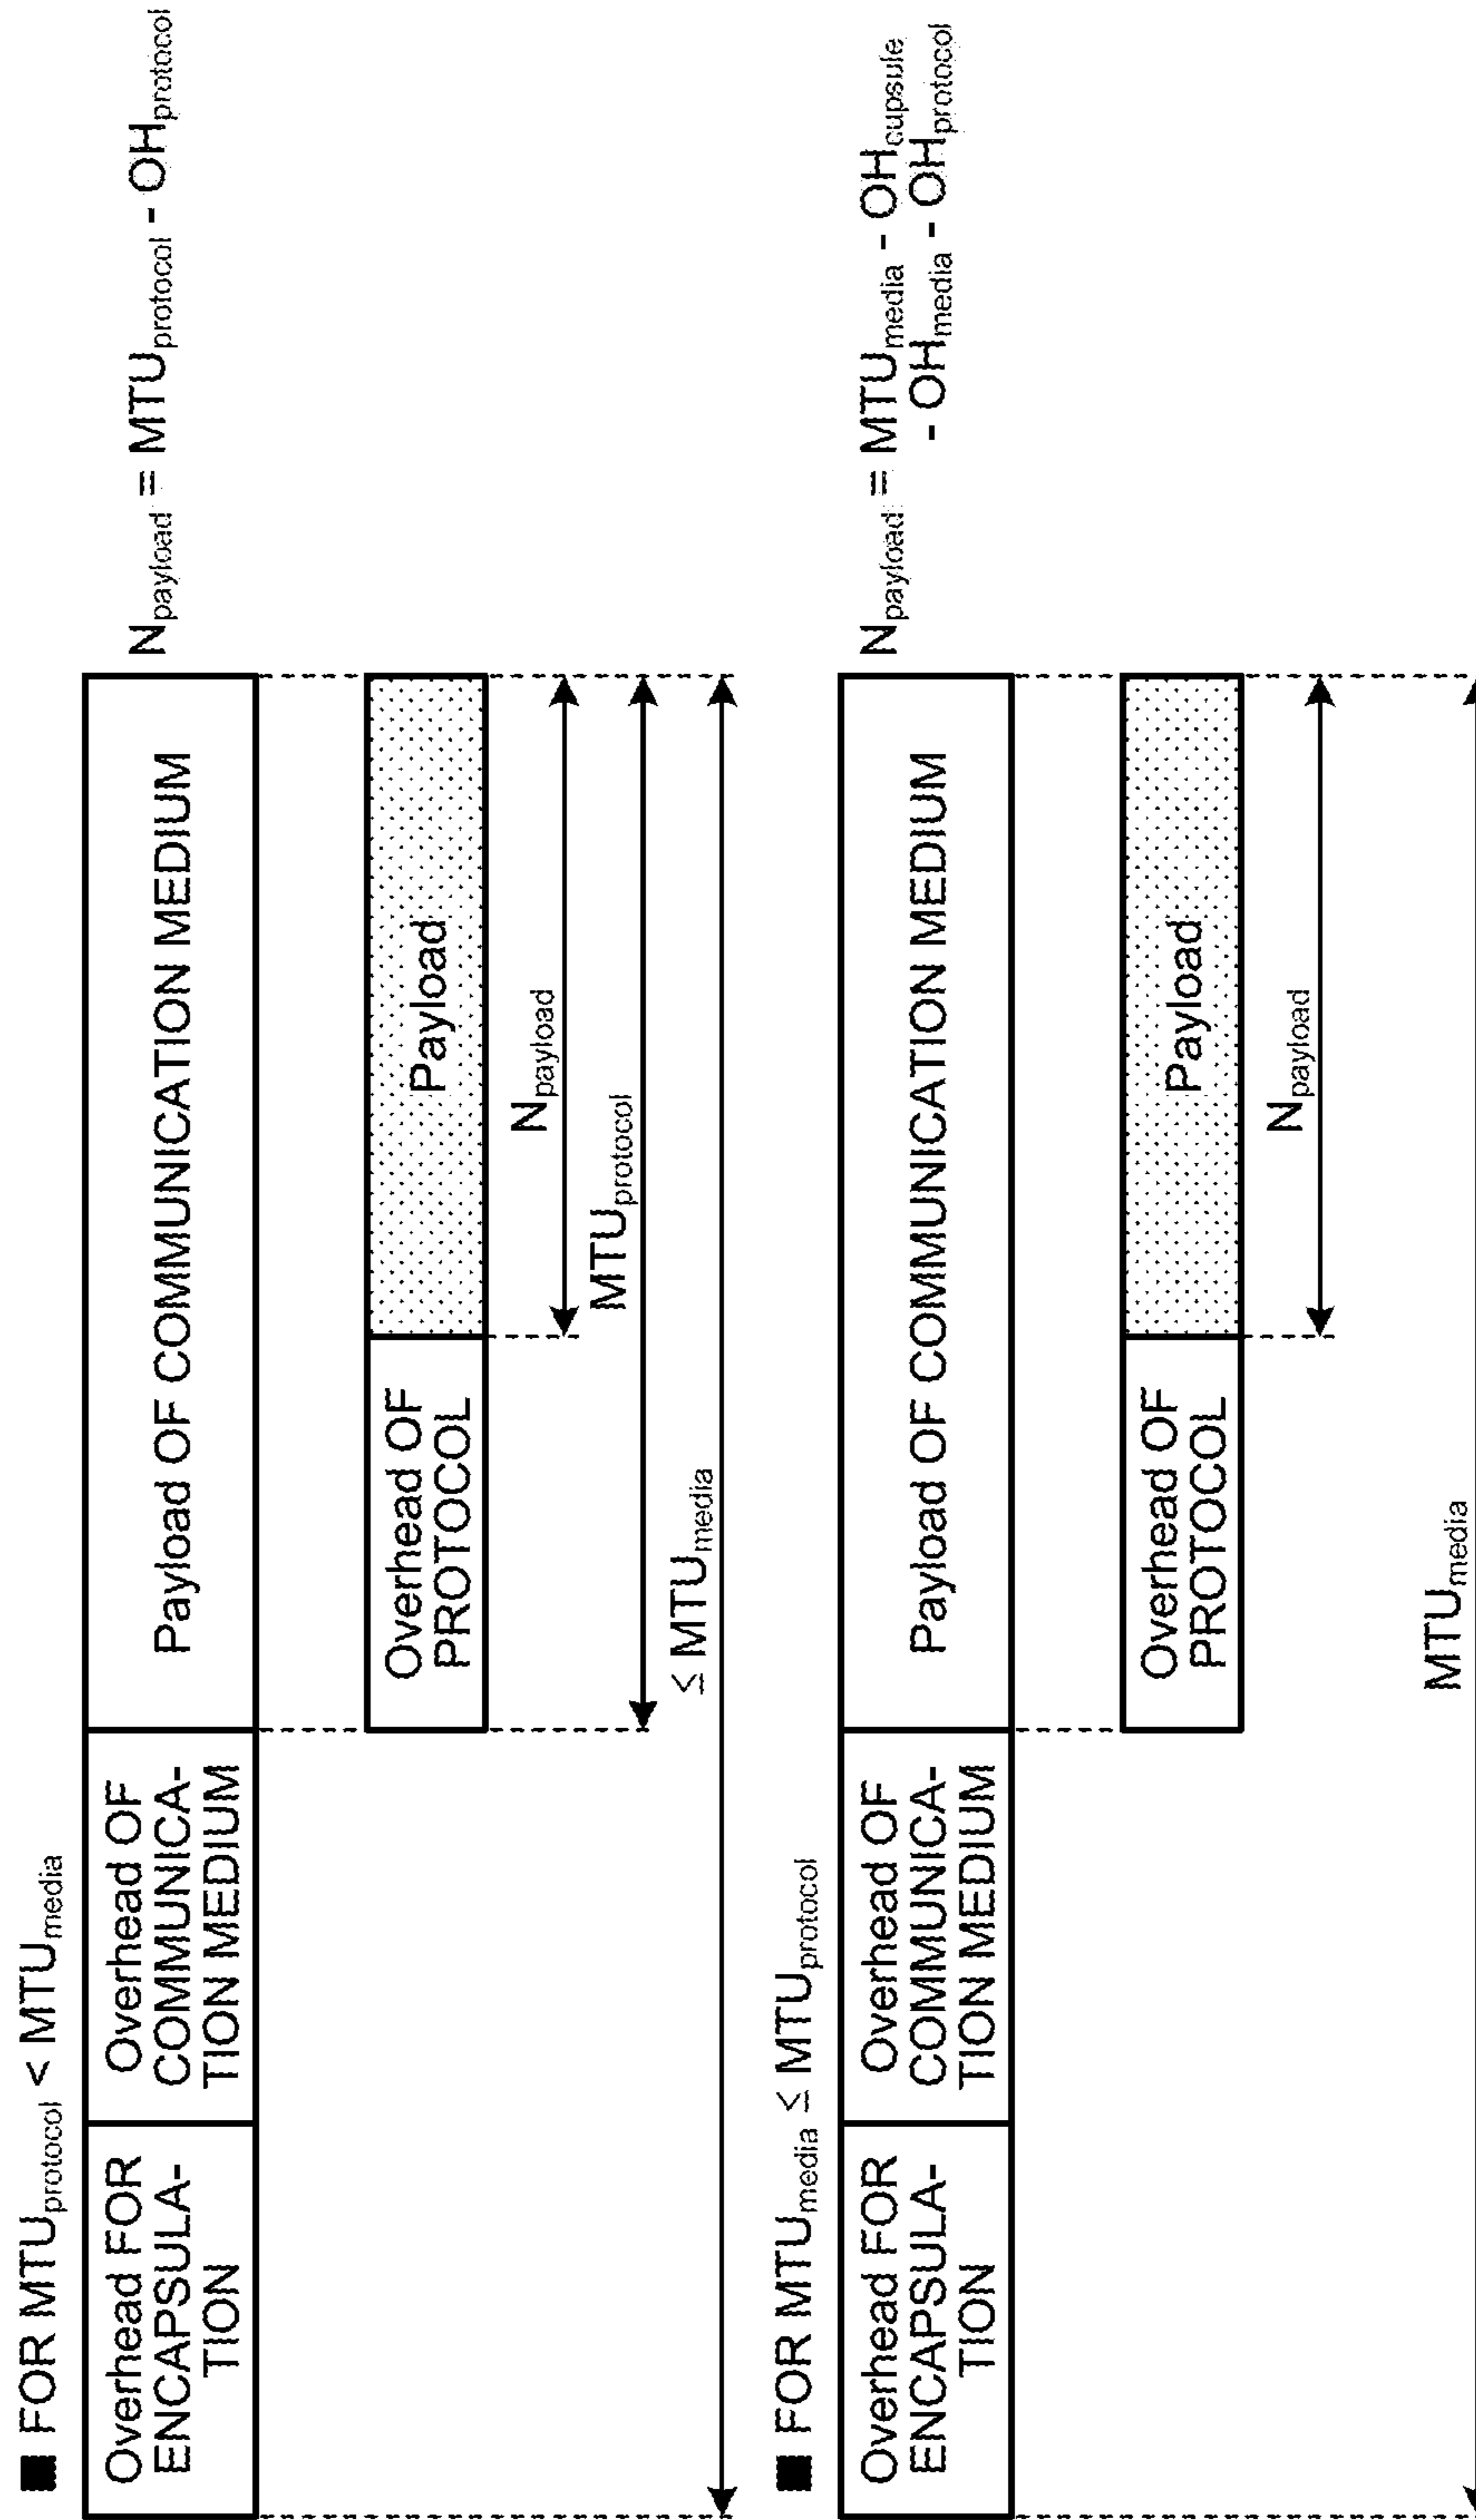 ■ FOR MTUprotocol < MTUmedia
Overhead FOR
ENCAPSULA-
TION
Overhead OF
COMMUNICA-
TION MEDIUM
Payload OF COMMUNICATION MEDIUM
Npayload = MTUprotocol - OHprotocol
Overhead OF
PROTOCOL
Payload
Npayload
MTUprotocol
≤ MTUmedia
■ FOR MTUmedia ≤ MTUprotocol
Overhead FOR
ENCAPSULA-
TION
Overhead OF
COMMUNICA-
TION MEDIUM
Payload OF COMMUNICATION MEDIUM
Npayload = MTUmedia - OHcupsule
- OHmedia - OHprotocol
Overhead OF
PROTOCOL
Payload
Npayload
MTUmedia